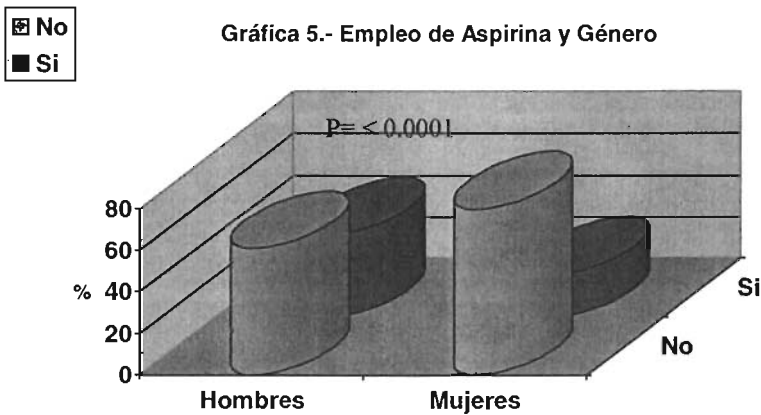 No
Si
Gráfica 5.- Empleo de Aspirina y Género
P= < 0.0001
80
60
%
40
20
0
Si
No
Hombres
Mujeres